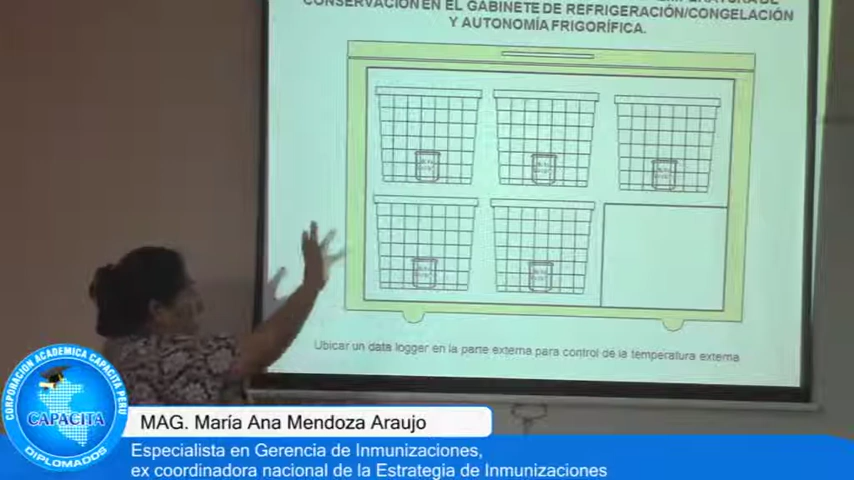 CONSERVACIÓN EN EL GABINETE DE REFRIGERACIÓN/CONGELACIÓN
Y AUTONOMÍA FRIGORÍFICA.
Ubicar un data logger en la parte externa para control de la temperatura externa
CORPORACIÓN ACADEMICA CAPACITA PERU
CAPACITA
DIPLOMADOS
MAG. María Ana Mendoza Araujo
Especialista en Gerencia de Inmunizaciones,
ex coordinadora nacional de la Estrategia de Inmunizaciones